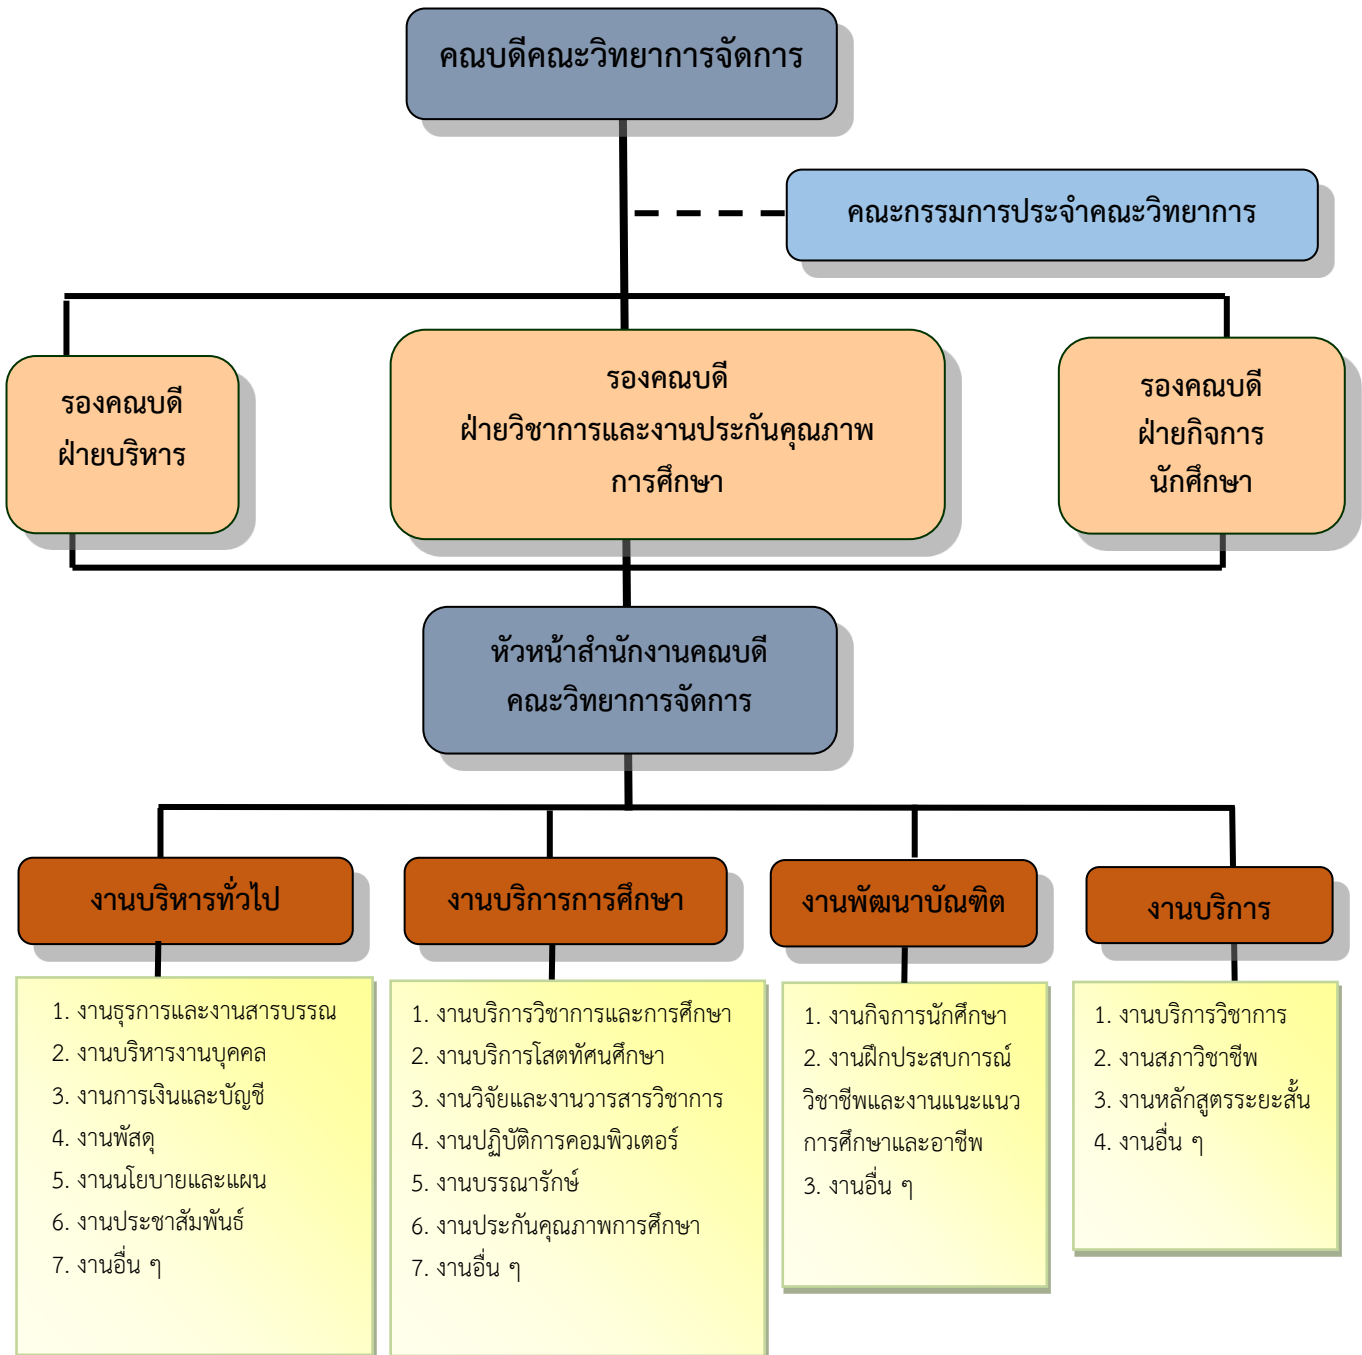 คณบดีคณะวิทยาการจัดการ
คณะกรรมการประจำคณะวิทยาการ
รองคณบดี
ฝ่ายบริหาร
รองคณบดี
ฝ่ายวิชาการและงานประกันคุณภาพ
การศึกษา
รองคณบดี
ฝ่ายกิจการ
นักศึกษา
หัวหน้าสำนักงานคณบดี
คณะวิทยาการจัดการ
งานบริหารทั่วไป
1. งานธุรการและงานสารบรรณ
2. งานบริหารงานบุคคล
3. งานการเงินและบัญชี
4. งานพัสดุ
5. งานนโยบายและแผน
6. งานประชาสัมพันธ์
7. งานอื่น ๆ
งานบริการการศึกษา
1. งานบริการวิชาการและการศึกษา
2. งานบริการโสตทัศนศึกษา
3. งานวิจัยและงานวารสารวิชาการ
4. งานปฏิบัติการคอมพิวเตอร์
5. งานบรรณารักษ์
6. งานประกันคุณภาพการศึกษา
7. งานอื่น ๆ
งานพัฒนาบัณฑิต
1. งานกิจการนักศึกษา
2. งานฝึกประสบการณ์
วิชาชีพและงานแนะแนว
การศึกษาและอาชีพ
3. งานอื่น ๆ
งานบริการ
1. งานบริการวิชาการ
2. งานสภาวิชาชีพ
3. งานหลักสูตรระยะสั้น
4. งานอื่น ๆ